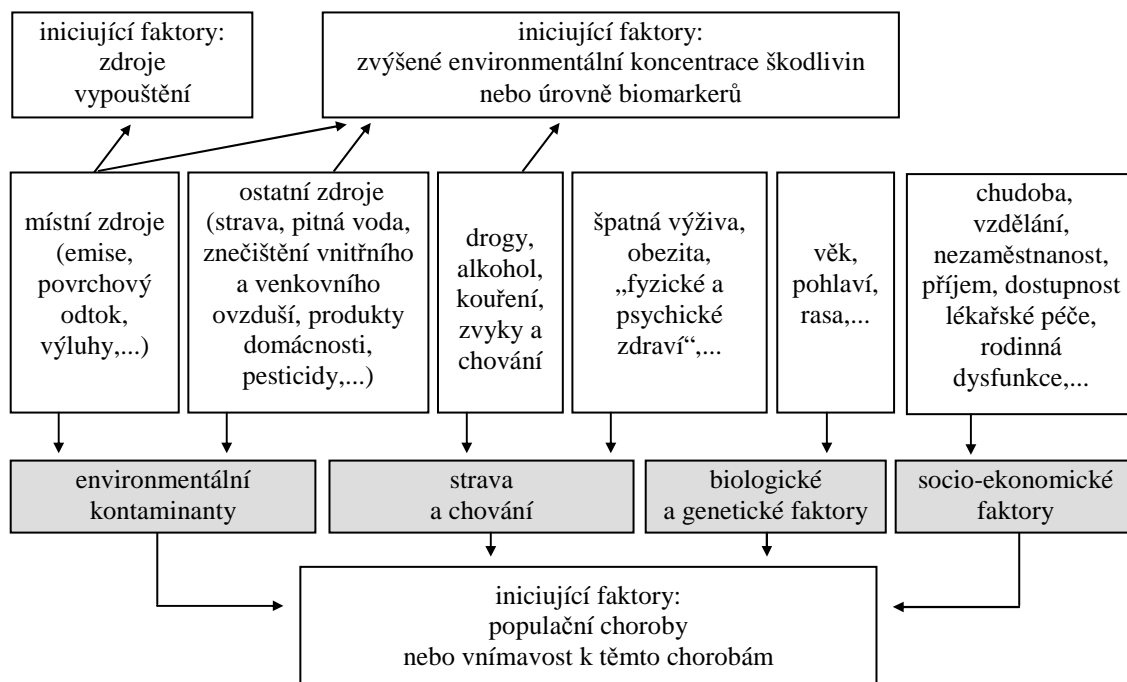 iniciující faktory:
zdroje
vypouštění
iniciující faktory:
zvýšené environmentální koncentrace škodlivin
nebo úrovně biomarkerů
místní zdroje
(emise,
povrchový
odtok,
výluhy,...)
ostatní zdroje
(strava, pitná voda,
znečištění vnitřního
a venkovního
ovzduší, produkty
domácnosti,
pesticidy,...)
drogy,
alkohol,
kouření,
zvyky a
chování
špatná výživa,
obezita,
„fyzické a
psychické
zdraví“,...
věk,
pohlaví,
rasa,...
chudoba,
vzdělání,
nezaměstnanost,
příjem, dostupnost
lékařské péče,
rodinná
dysfunkce,...
environmentální
kontaminanty
strava
a chování
biologické
a genetické faktory
socio-ekonomické
faktory
iniciující faktory:
populační choroby
nebo vnímavost k těmto chorobám